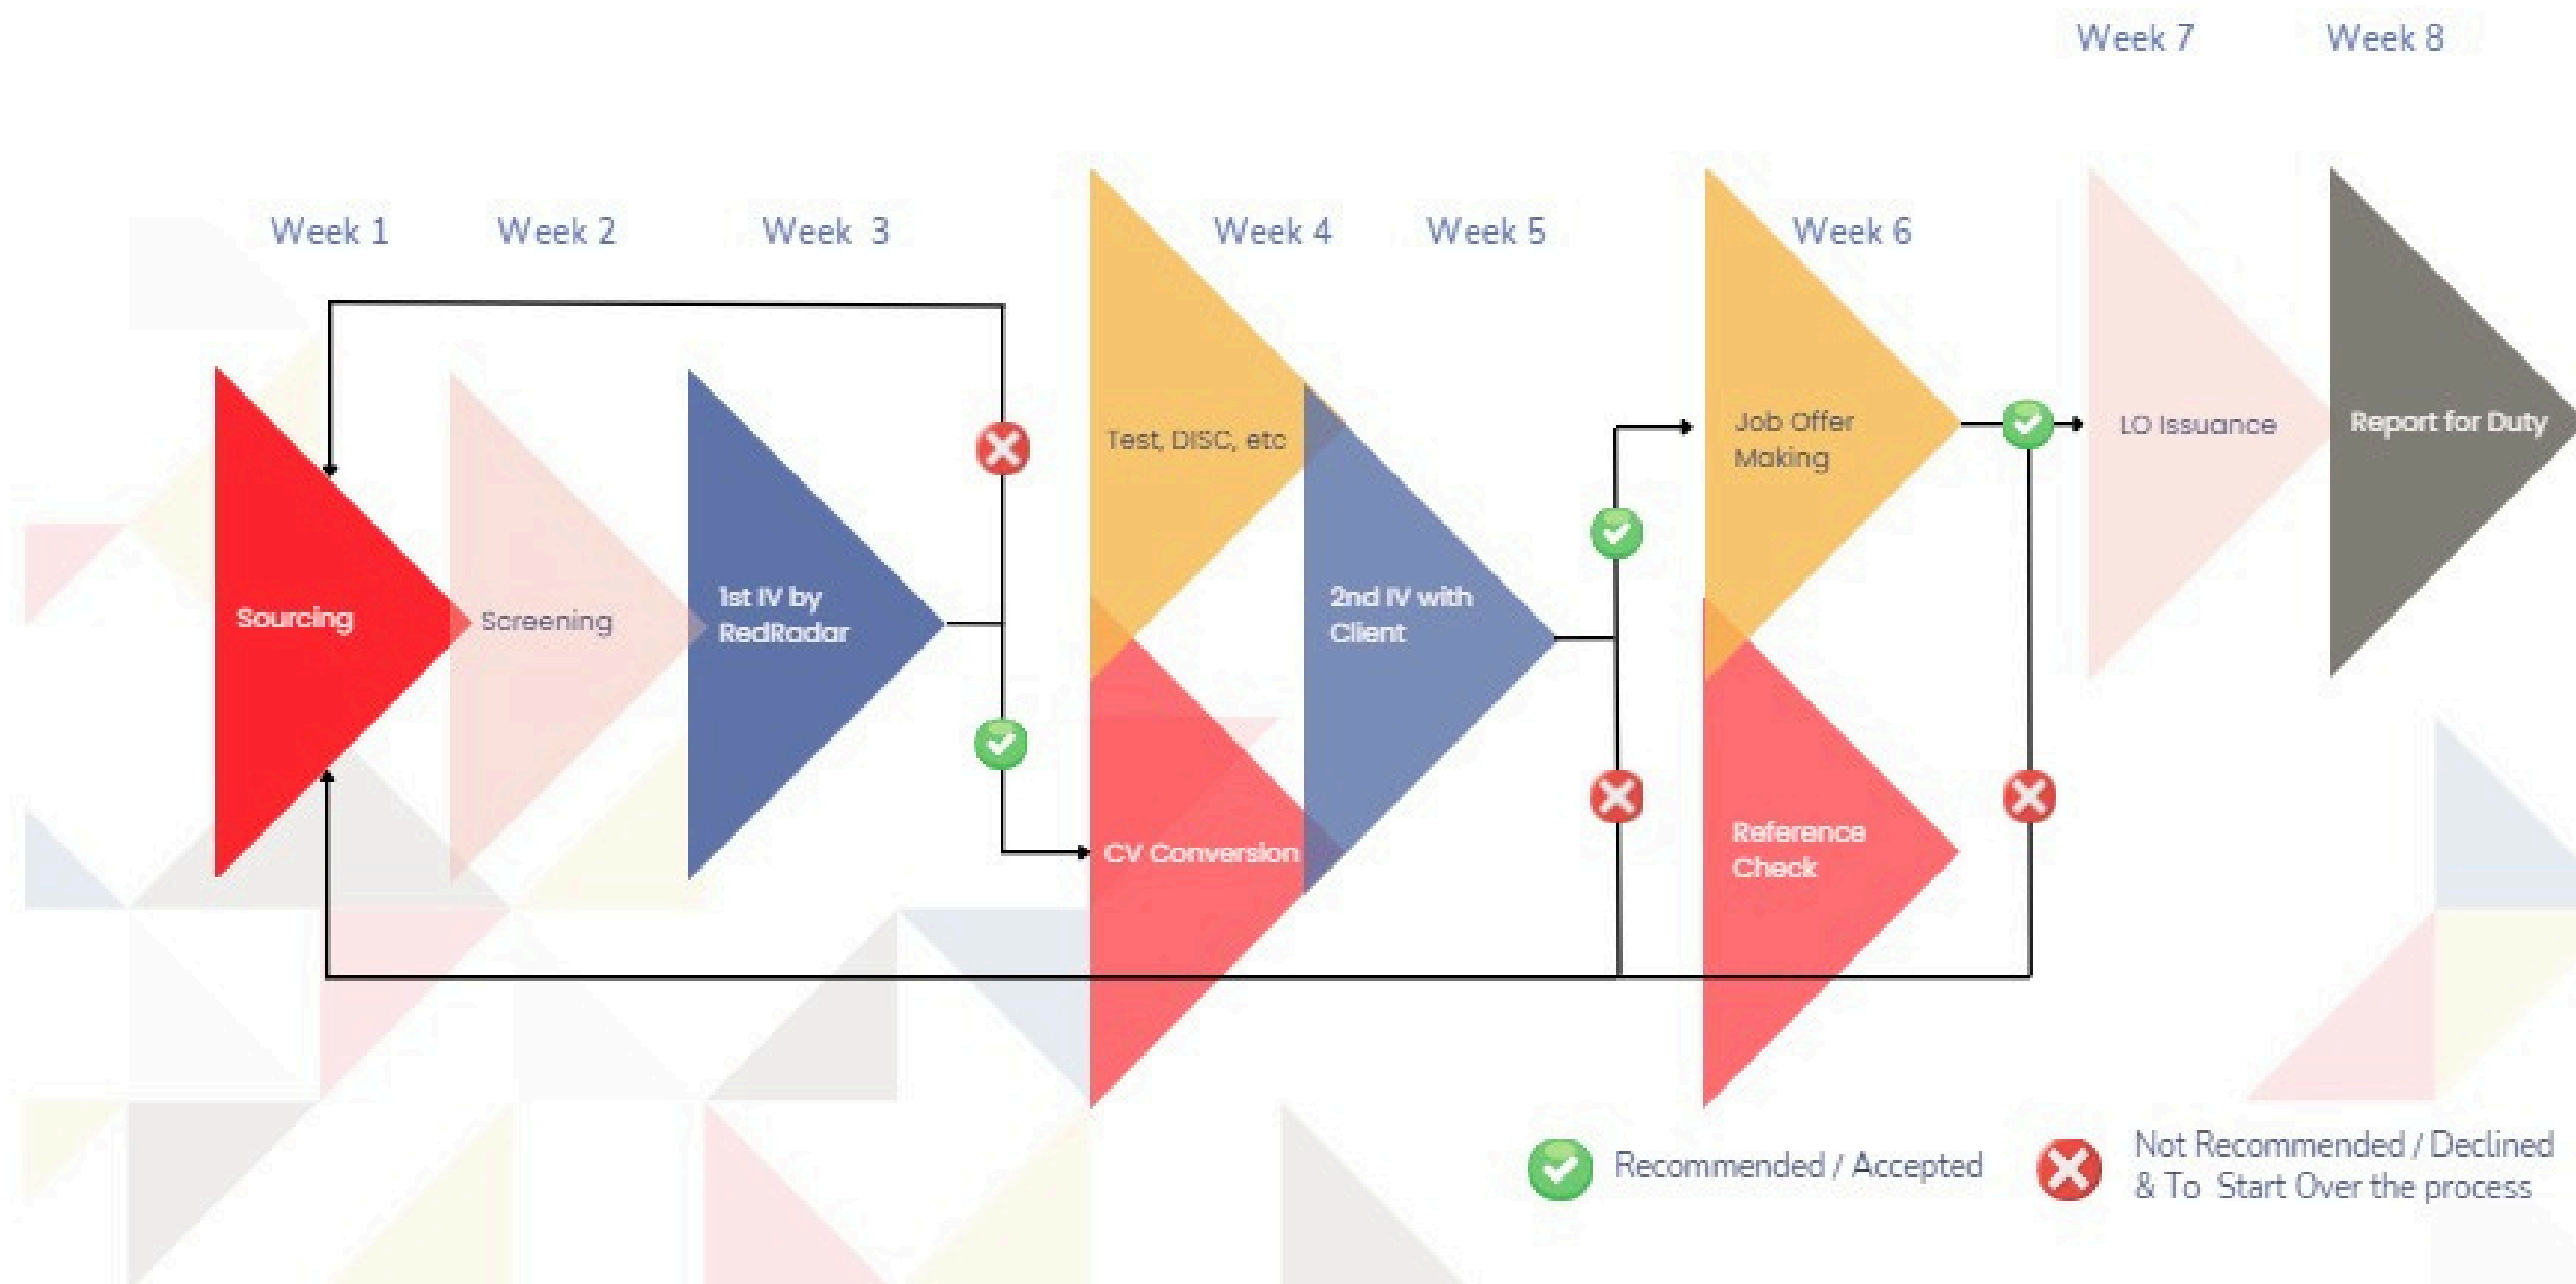 Week 7
Week 8
Week 1
Week 2
Week 3
Week 4
Week 5
Week 6
Sourcing
Screening
1st IV by
RedRadar
Test, DISC, etc
CV Conversion
2nd IV with
Client
Job Offer
Making
Reference
Check
LO Issuance
Report for Duty
Recommended / Accepted
Not Recommended / Declined
& To Start Over the process